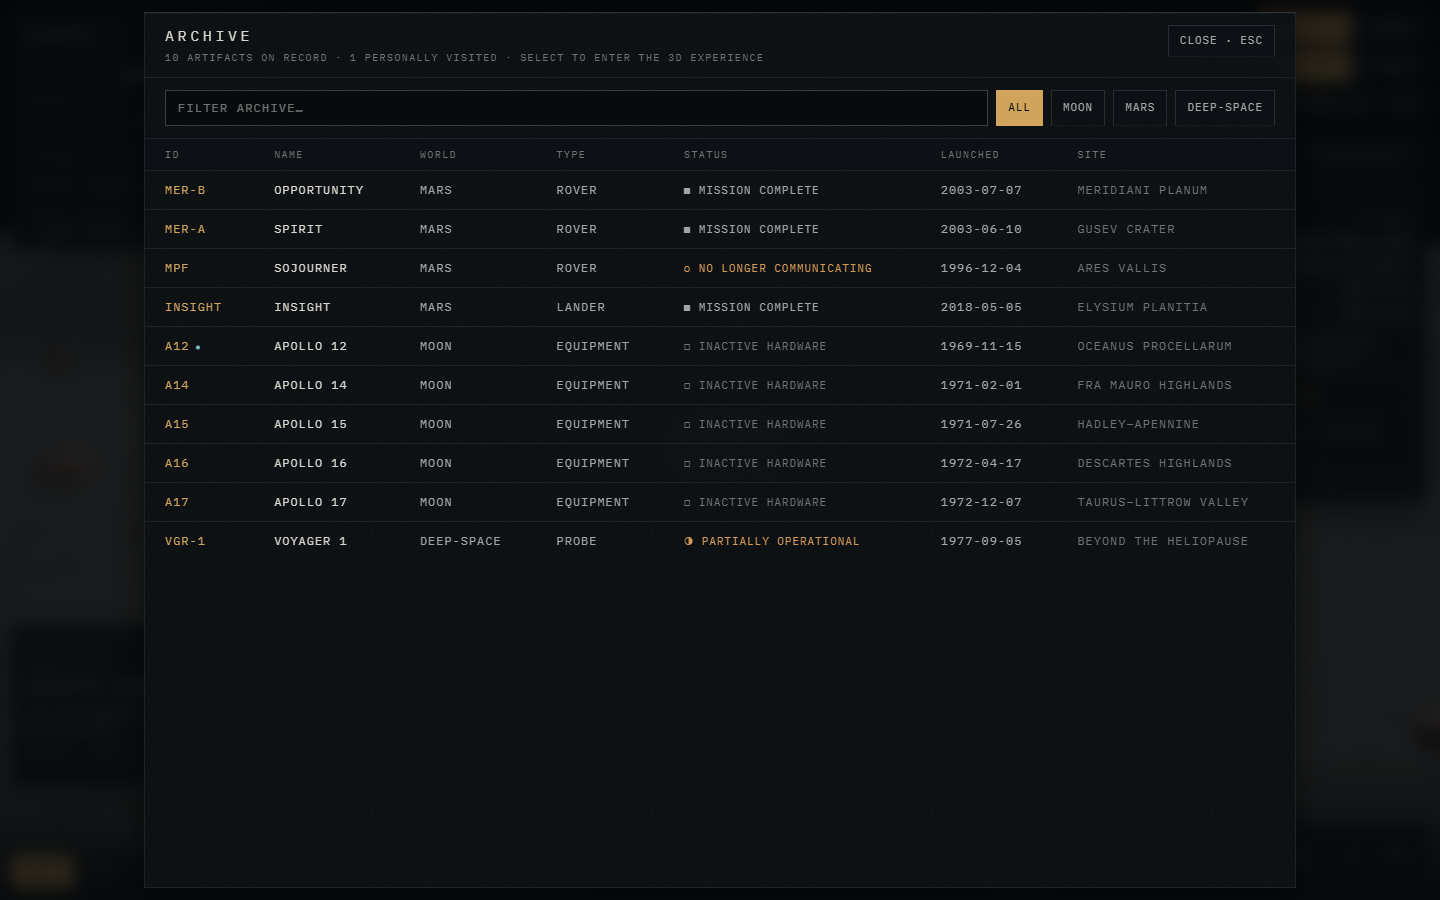 ARCHIVE
10 ARTIFACTS ON RECORD · 1 PERSONALLY VISITED · SELECT TO ENTER THE 3D EXPERIENCE
CLOSE · ESC
FILTER ARCHIVE…
ALL MOON MARS DEEP-SPACE
ID NAME WORLD TYPE STATUS LAUNCHED SITE
MER-B OPPORTUNITY MARS ROVER ■ MISSION COMPLETE 2003-07-07 MERIDIANI PLANUM
MER-A SPIRIT MARS ROVER ■ MISSION COMPLETE 2003-06-10 GUSEV CRATER
MPF SOJOURNER MARS ROVER ○ NO LONGER COMMUNICATING 1996-12-04 ARES VALLIS
INSIGHT INSIGHT MARS LANDER ■ MISSION COMPLETE 2018-05-05 ELYSIUM PLANITIA
A12 ● APOLLO 12 MOON EQUIPMENT □ INACTIVE HARDWARE 1969-11-15 OCEANUS PROCELLARUM
A14 APOLLO 14 MOON EQUIPMENT □ INACTIVE HARDWARE 1971-02-01 FRA MAURO HIGHLANDS
A15 APOLLO 15 MOON EQUIPMENT □ INACTIVE HARDWARE 1971-07-26 HADLEY–APENNINE
A16 APOLLO 16 MOON EQUIPMENT □ INACTIVE HARDWARE 1972-04-17 DESCARTES HIGHLANDS
A17 APOLLO 17 MOON EQUIPMENT □ INACTIVE HARDWARE 1972-12-07 TAURUS–LITTROW VALLEY
VGR-1 VOYAGER 1 DEEP-SPACE PROBE ◑ PARTIALLY OPERATIONAL 1977-09-05 BEYOND THE HELIOPAUSE